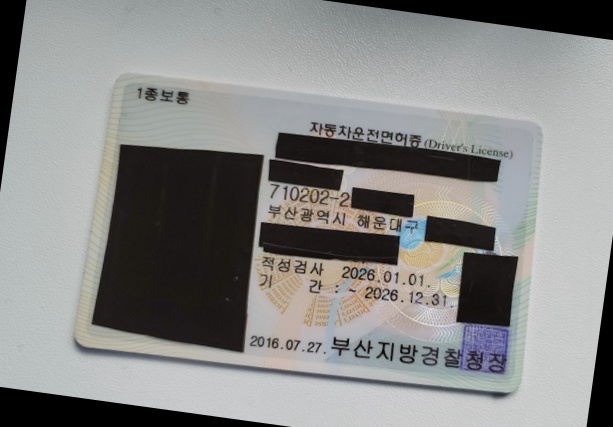 1종보통
자동차운전면허증 (Driver's License)
710202-2
부산광역시 해운대구
적성검사 2026.01.01.
기 간 ~ 2026.12.31.
2016.07.27. 부산지방경찰청장